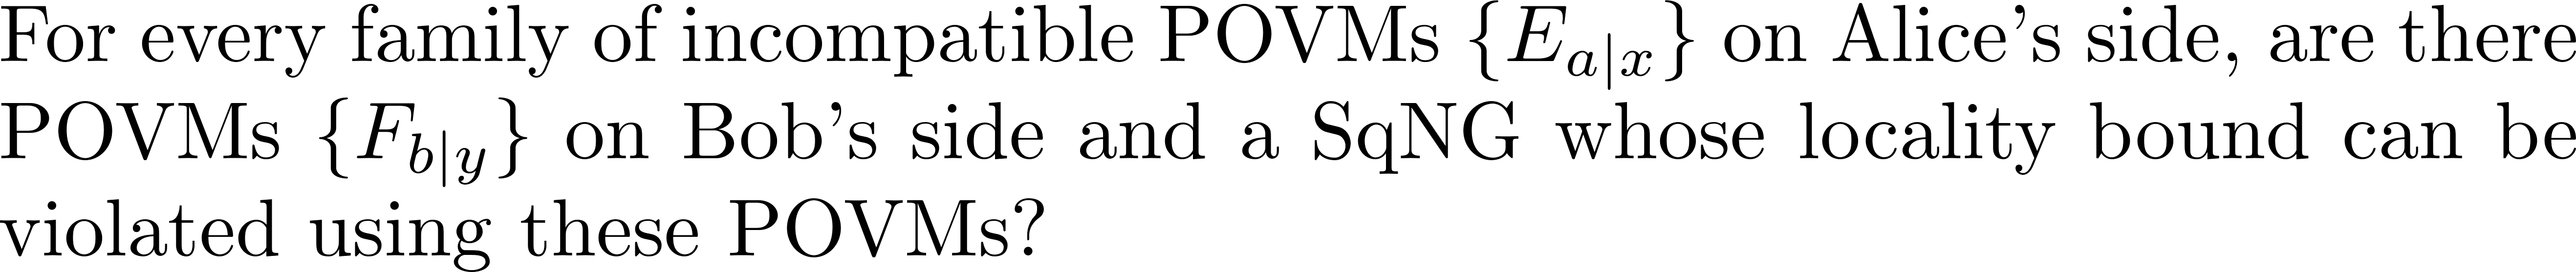 For every family of incompatible POVMs $\{E_{a|x}\}$ on Alice's side, are there
POVMs $\{F_{b|y}\}$ on Bob's side and a SqNG whose locality bound can be
violated using these POVMs?